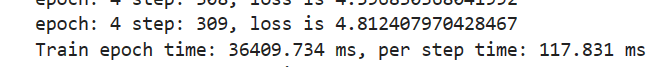 epoch: 4 step: 309, loss is 4.812407970428467
Train epoch time: 36409.734 ms, per step time: 117.831 ms